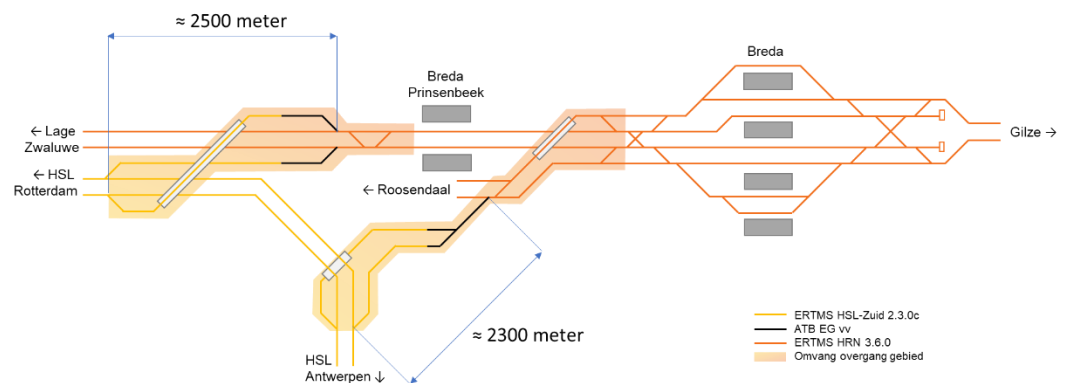 ≈ 2500 meter
Breda
Prinsenbeek
Breda
← Lage
Zwaluwe
← HSL
Rotterdam
← Roosendaal
Gilze →
≈ 2300 meter
HSL
Antwerpen ↓
ERTMS HSL-Zuid 2.3.0c
ATB EG vv
ERTMS HRN 3.6.0
Omvang overgang gebied